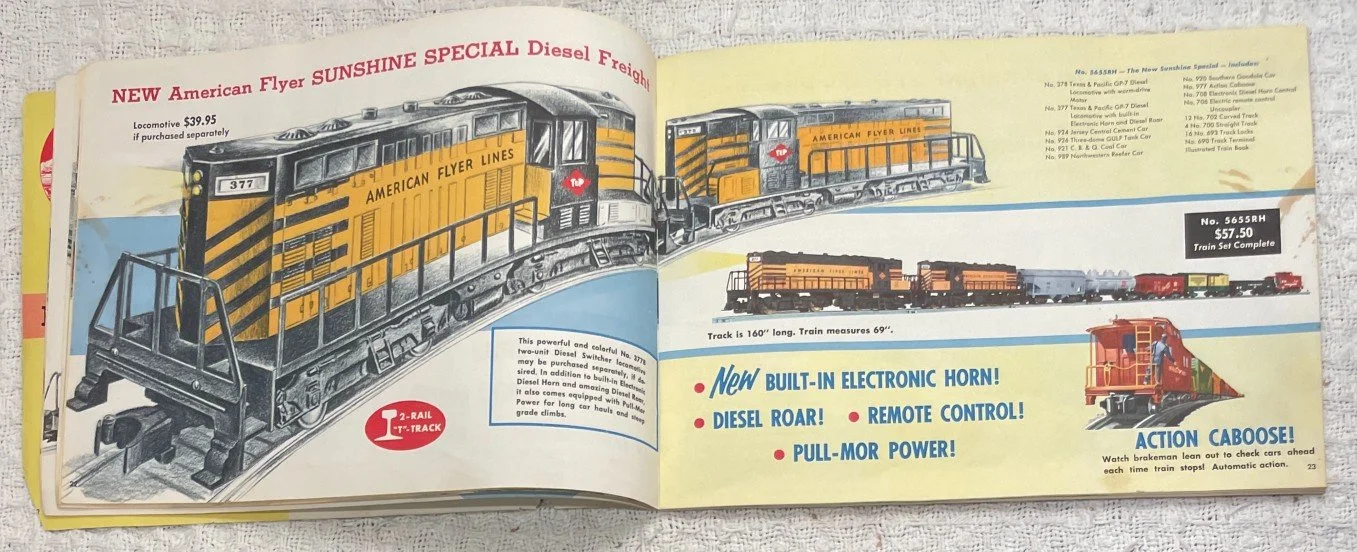 NEW American Flyer SUNSHINE SPECIAL Diesel Freight
Locomotive $39.95
if purchased separately
377
AMERICAN FLYER LINES
T&P
This powerful and colorful No. 377B
two-unit Diesel Switcher locomotive
may be purchased separately, if de-
sired. In addition to built-in Electronic
Diesel Horn and amazing Diesel Roar,
it also comes equipped with Pull-Mor
Power for long car hauls and steep
grade climbs.
2-RAIL
"T"-TRACK
AMERICAN FLYER LINES
T&P
No. 5655RH — The New Sunshine Special — Includes:
No. 378 Texas & Pacific GP-7 Diesel
Locomotive with worm-drive
Motor
No. 377 Texas & Pacific GP-7 Diesel
Locomotive with built-in
Electronic Horn and Diesel Roar
No. 924 Jersey Central Cement Car
No. 926 Three-dome GULF Tank Car
No. 921 C. B. & Q. Coal Car
No. 989 Northwestern Reefer Car
No. 920 Southern Gondola Car
No. 977 Action Caboose
No. 708 Electronic Diesel Horn Control
No. 706 Electric remote control
Uncoupler
12 No. 702 Curved Track
4 No. 700 Straight Track
16 No. 693 Track Locks
No. 690 Track Terminal
Illustrated Train Book
No. 5655RH
$57.50
Train Set Complete
AMERICAN FLYER LINES
Track is 160" long. Train measures 69".
• New BUILT-IN ELECTRONIC HORN!
• DIESEL ROAR! • REMOTE CONTROL!
• PULL-MOR POWER!
ACTION CABOOSE!
Watch brakeman lean out to check cars ahead
each time train stops! Automatic action.
23